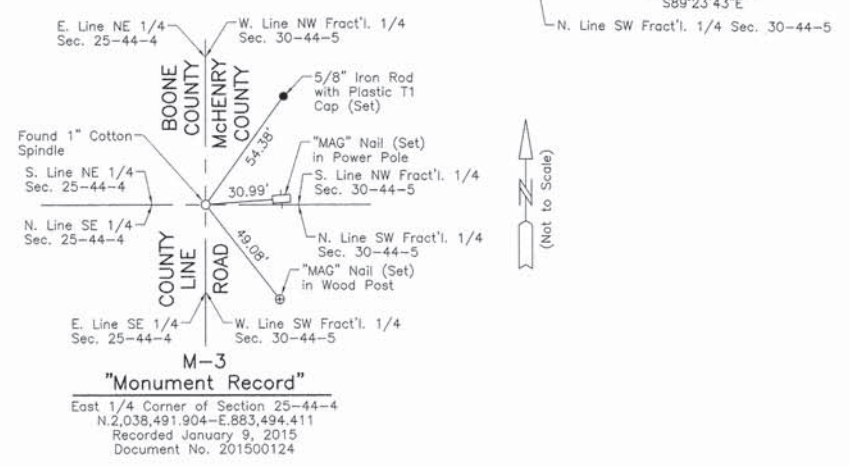 S89°23'43"E
N. Line SW Fract'l. 1/4 Sec. 30-44-5
E. Line NE 1/4
Sec. 25-44-4
W. Line NW Fract'l. 1/4
Sec. 30-44-5
BOONE
COUNTY
McHENRY
COUNTY
5/8" Iron Rod
with Plastic T1
Cap (Set)
54.38'
Found 1" Cotton
Spindle
"MAG" Nail (Set)
in Power Pole
S. Line NE 1/4
Sec. 25-44-4
30.99'
S. Line NW Fract'l. 1/4
Sec. 30-44-5
N. Line SE 1/4
Sec. 25-44-4
N. Line SW Fract'l. 1/4
Sec. 30-44-5
49.08'
COUNTY
LINE
ROAD
"MAG" Nail (Set)
in Wood Post
E. Line SE 1/4
Sec. 25-44-4
W. Line SW Fract'l. 1/4
Sec. 30-44-5
N
(Not to Scale)
M-3
"Monument Record"
East 1/4 Corner of Section 25-44-4
N.2,038,491.904-E.883,494.411
Recorded January 9, 2015
Document No. 201500124